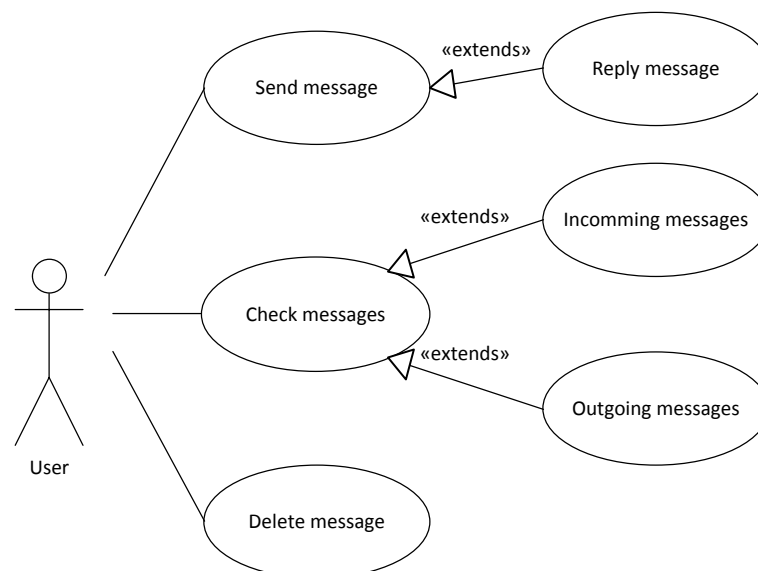 «extends»
Reply message
Send message
«extends»
Incomming messages
Check messages
«extends»
Outgoing messages
User
Delete message